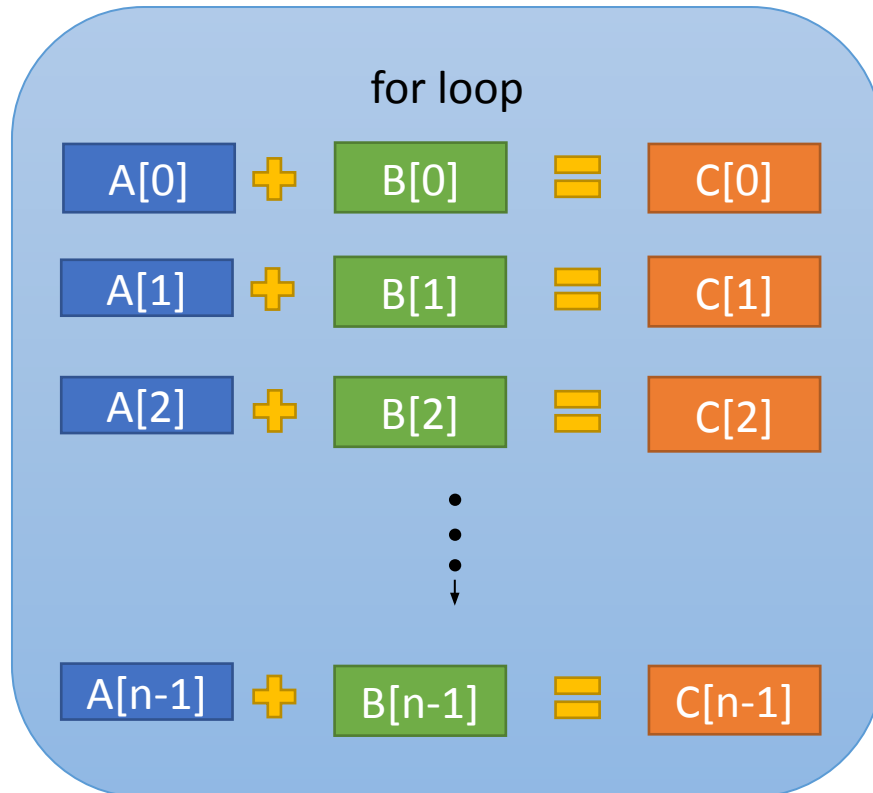 for loop
A[0] + B[0] = C[0]
A[1] + B[1] = C[1]
A[2] + B[2] = C[2]
A[n-1] + B[n-1] = C[n-1]